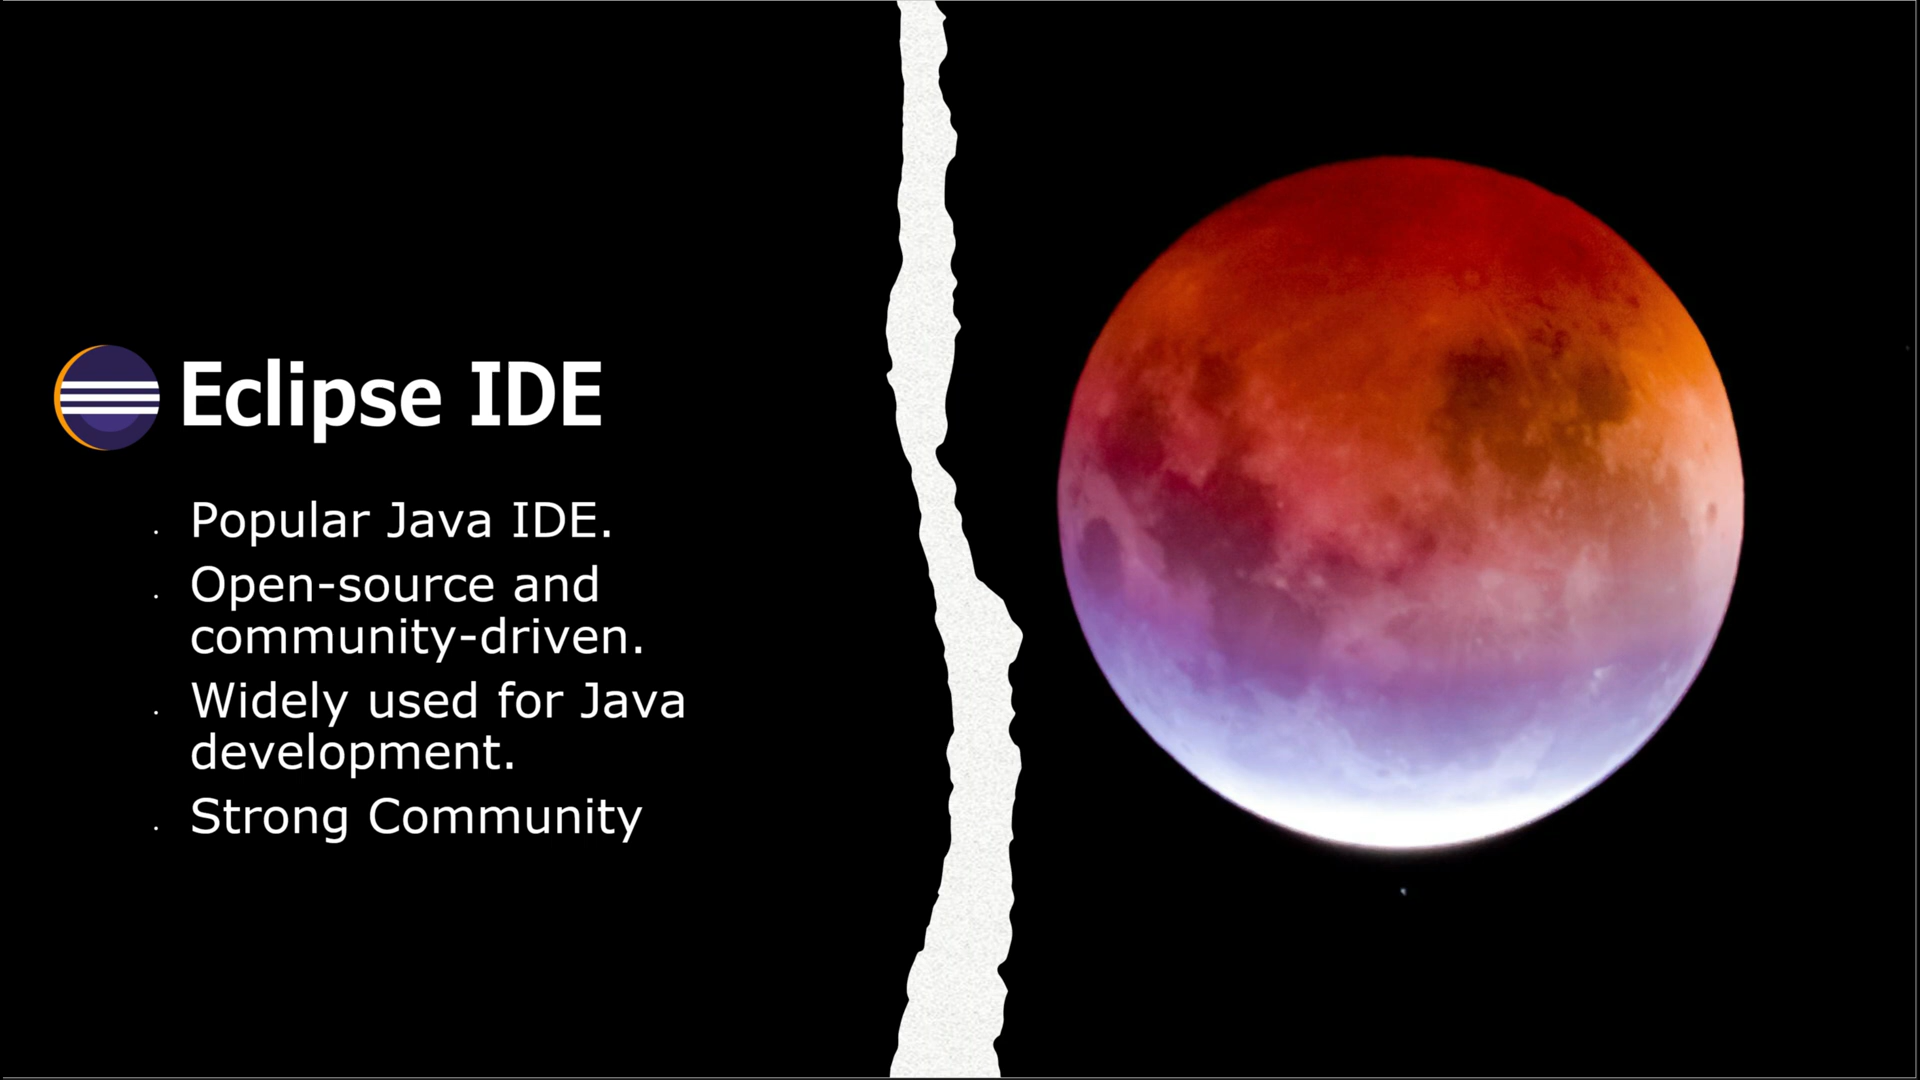 Eclipse IDE
Popular Java IDE.
Open-source and
community-driven.
Widely used for Java
development.
Strong Community